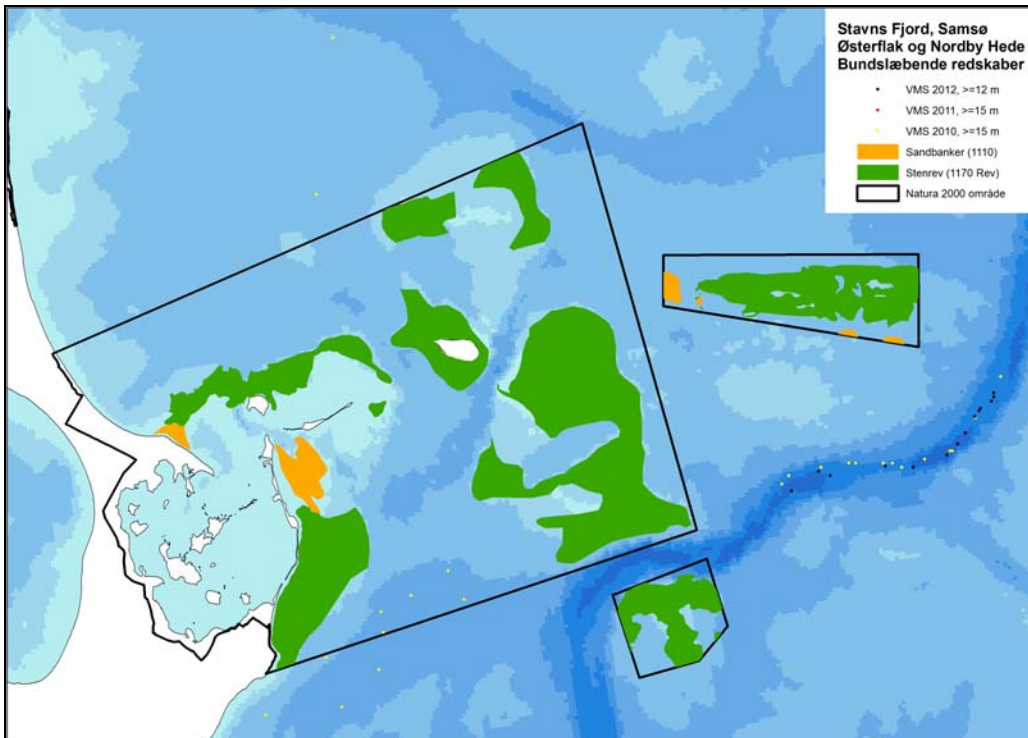 Stavns Fjord, Samsø
Østerflak og Nordby Hede
Bundslæbende redskaber
VMS 2012, >=12 m
VMS 2011, >=15 m
VMS 2010, >=15 m
Sandbanker (1110)
Stenrev (1170 Rev)
Natura 2000 område